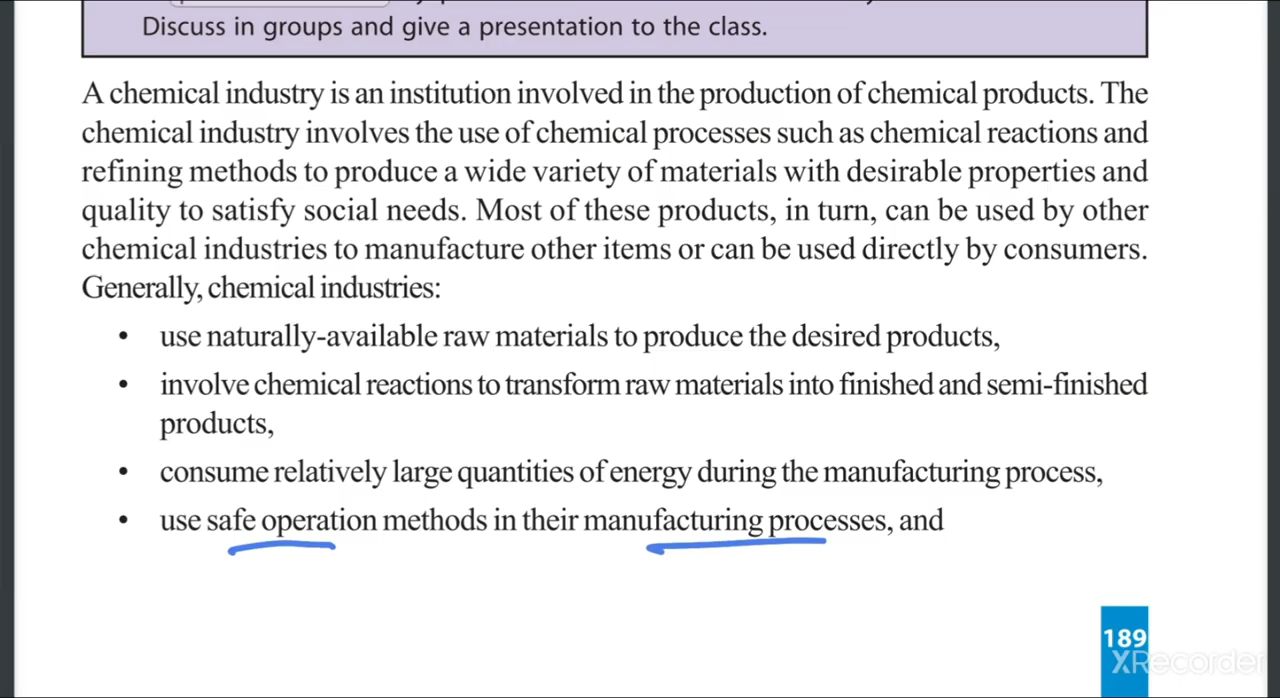 Discuss in groups and give a presentation to the class.
A chemical industry is an institution involved in the production of chemical products. The
chemical industry involves the use of chemical processes such as chemical reactions and
refining methods to produce a wide variety of materials with desirable properties and
quality to satisfy social needs. Most of these products, in turn, can be used by other
chemical industries to manufacture other items or can be used directly by consumers.
Generally, chemical industries:
• use naturally-available raw materials to produce the desired products,
• involve chemical reactions to transform raw materials into finished and semi-finished
products,
• consume relatively large quantities of energy during the manufacturing process,
• use safe operation methods in their manufacturing processes, and
189
XRecorder